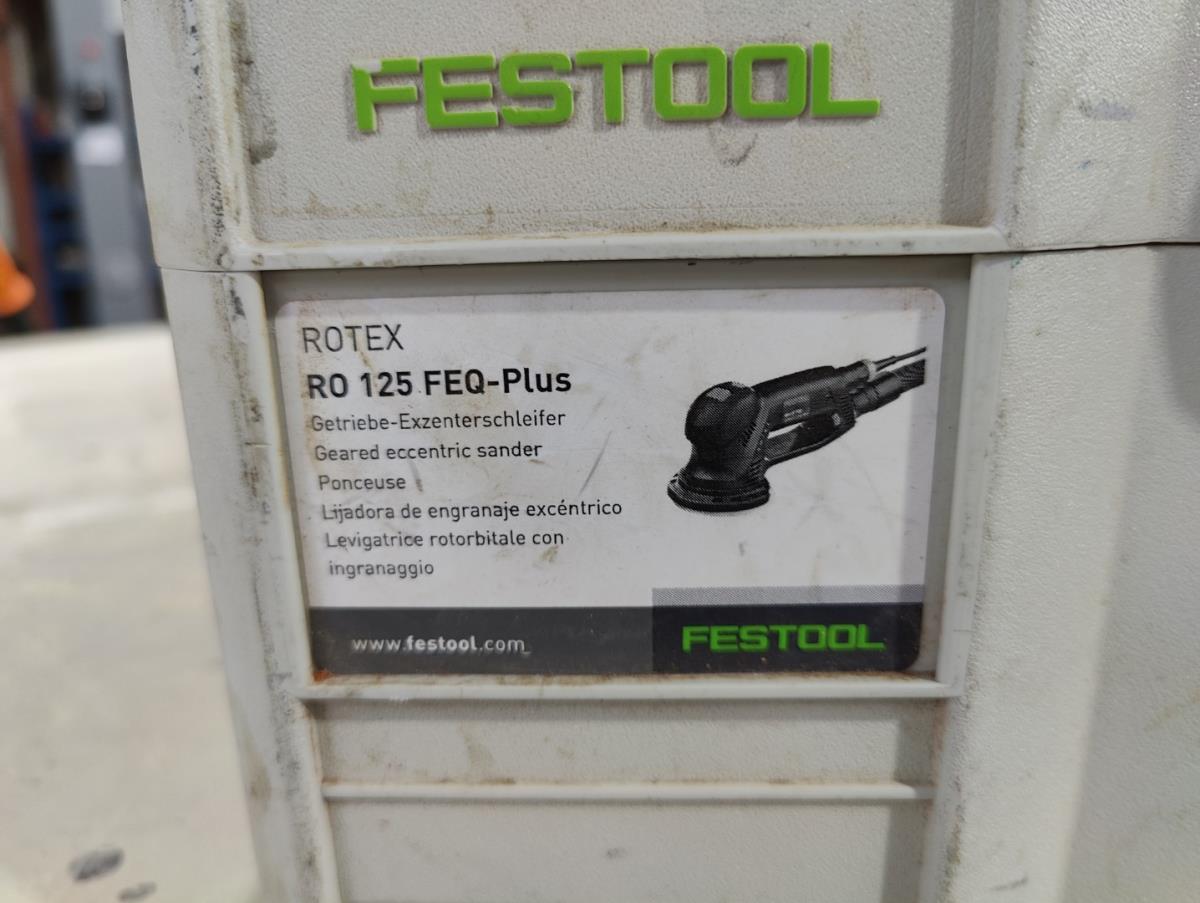 FESTOOL
ROTEX
RO 125 FEQ-Plus
Getriebe-Exzenterschleifer
Geared eccentric sander
Ponceuse
Lijadora de engranaje excéntrico
Levigatrice rotorbitale con
ingranaggio
www.festool.com
FESTOOL